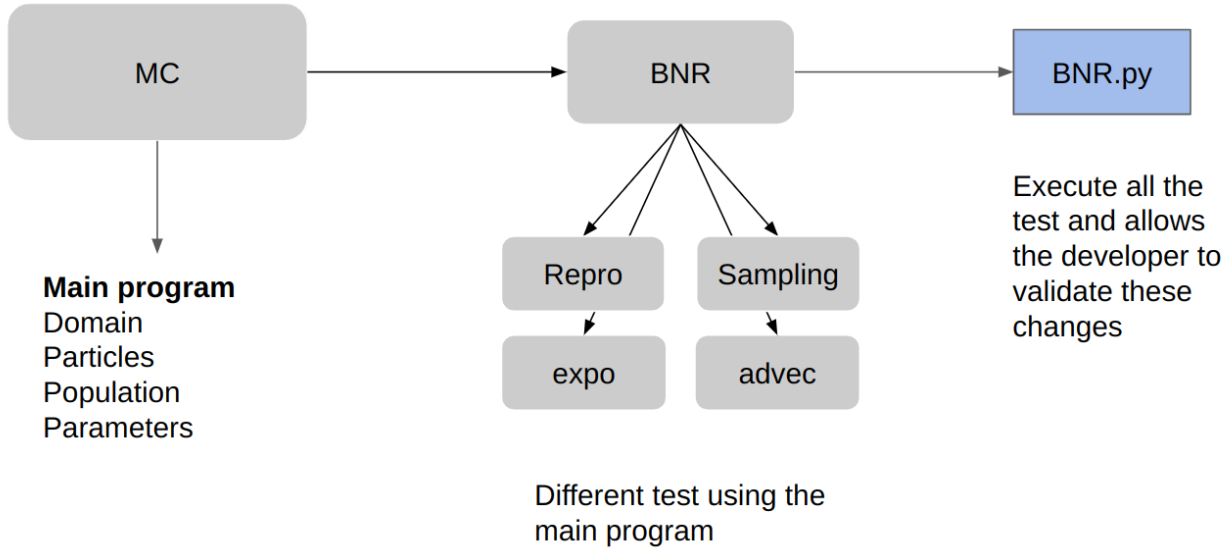 MC
BNR
BNR.py
Main program
Domain
Particles
Population
Parameters
Repro
Sampling
expo
advec
Different test using the
main program
Execute all the
test and allows
the developer to
validate these
changes